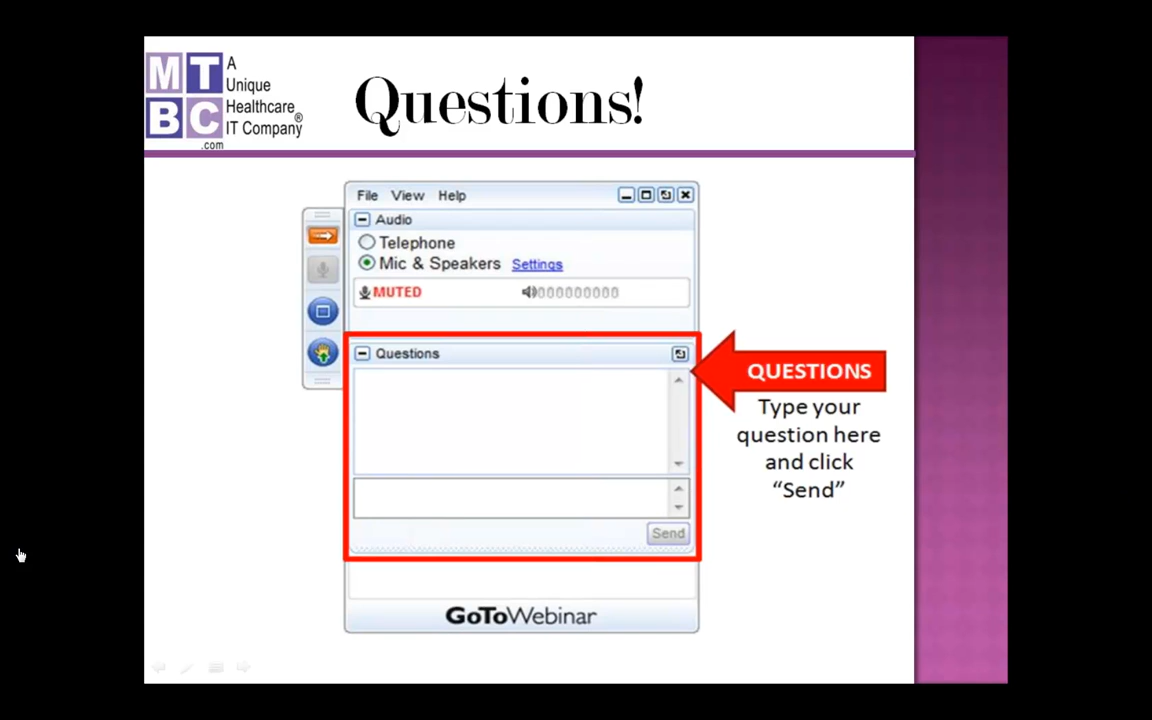 MT
BC
A
Unique
Healthcare
IT Company®
.com
Questions!
File View Help
Audio
Telephone
Mic & Speakers Settings
MUTED
Questions
Send
GoToWebinar
QUESTIONS
Type your
question here
and click
“Send”